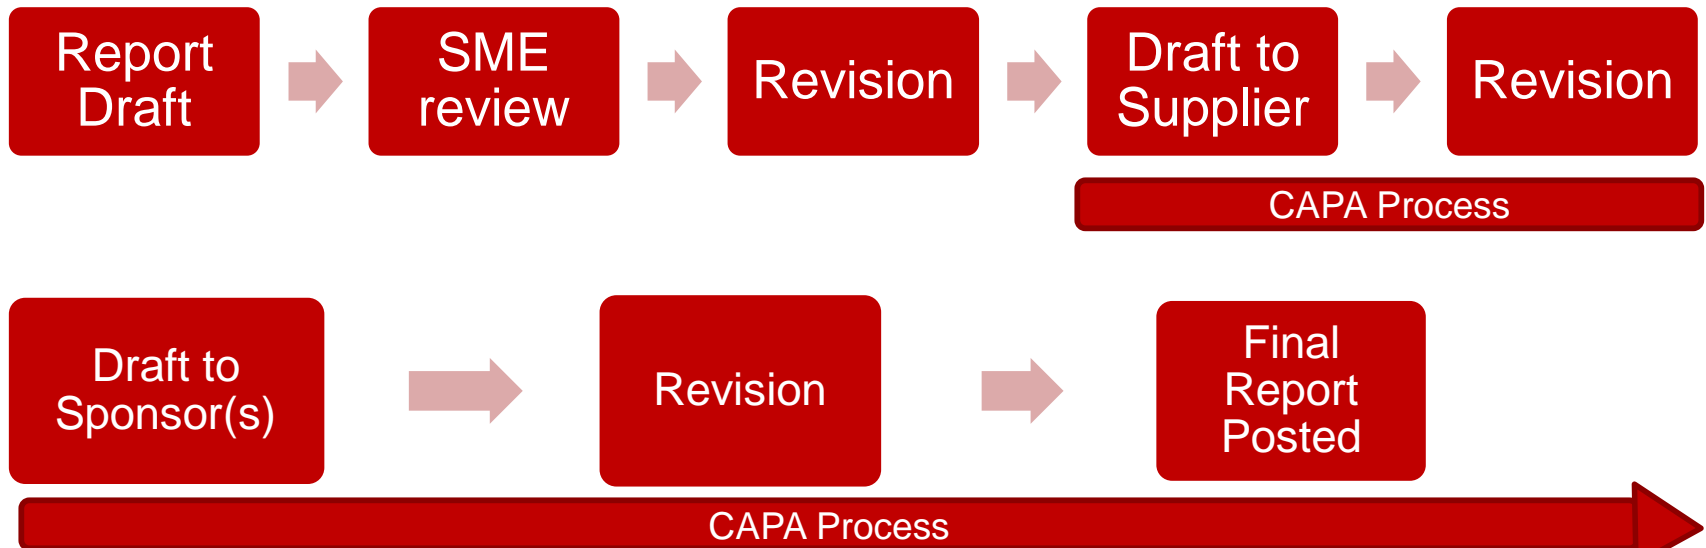 Report
Draft
SME
review
Revision
Draft to
Supplier
Revision
CAPA Process
Draft to
Sponsor(s)
Revision
Final
Report
Posted
CAPA Process